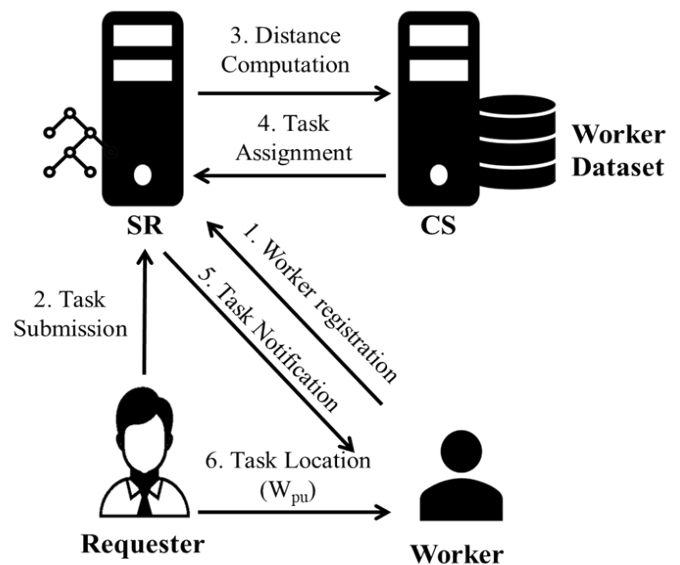 3. Distance
Computation
4. Task
Assignment
Worker
Dataset
SR
CS
1. Worker registration
5. Task Notification
2. Task
Submission
6. Task Location
(Wpu)
Requester
Worker